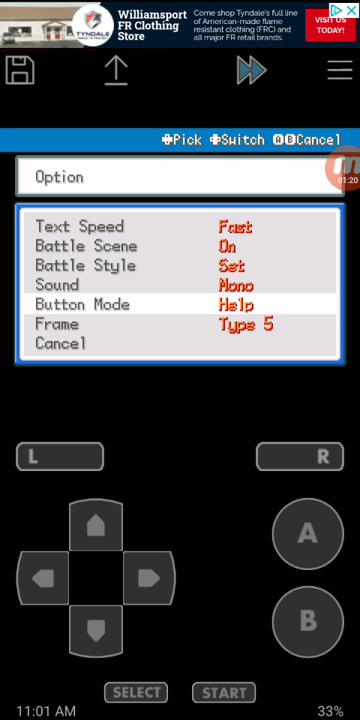 Williamsport
FR Clothing
Store
TYNDALE
Come shop Tyndale's full line
of American-made flame
resistant clothing (FRC) and
all major FR retail brands.
VISIT US
TODAY!
Pick Switch ABCancel
Option
01:20
Text Speed Fast
Battle Scene On
Battle Style Set
Sound Mono
Button Mode Help
Frame Type 5
Cancel
L R
A
B
SELECT START
11:01 AM 33%